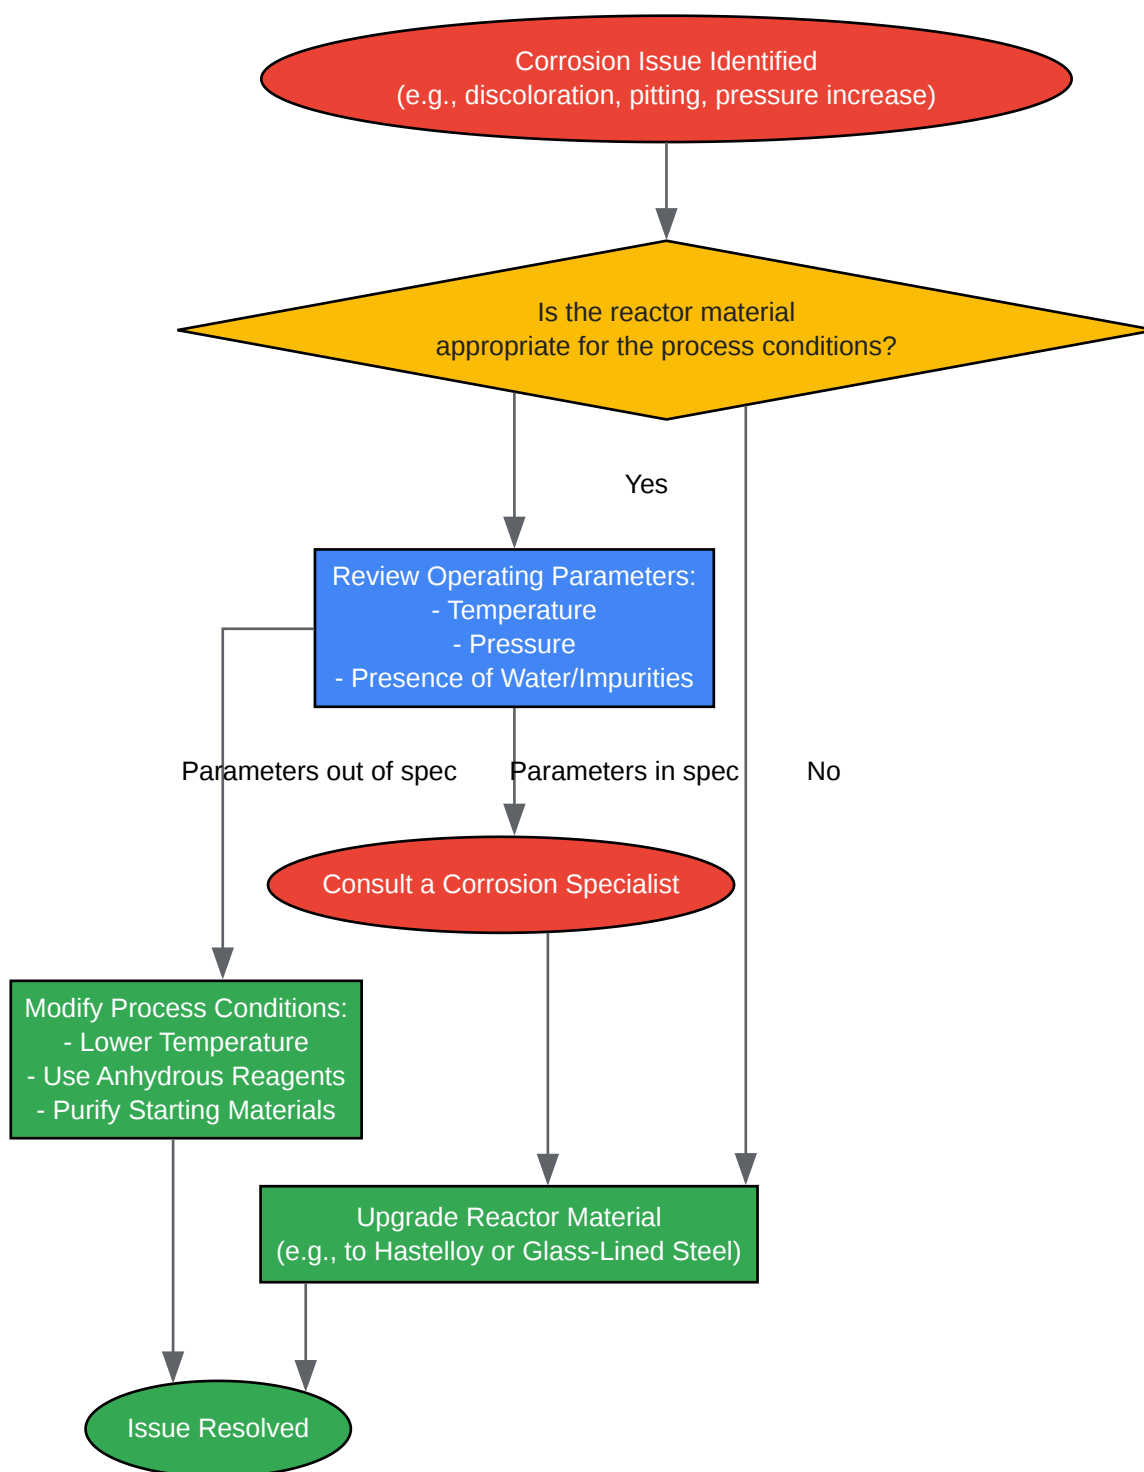 Corrosion Issue Identified
(e.g., discoloration, pitting, pressure increase)
Is the reactor material
appropriate for the process conditions?
Yes
Review Operating Parameters:
- Temperature
- Pressure
- Presence of Water/Impurities
Parameters out of spec
Parameters in spec
No
Consult a Corrosion Specialist
Modify Process Conditions:
- Lower Temperature
- Use Anhydrous Reagents
- Purify Starting Materials
Upgrade Reactor Material
(e.g., to Hastelloy or Glass-Lined Steel)
Issue Resolved